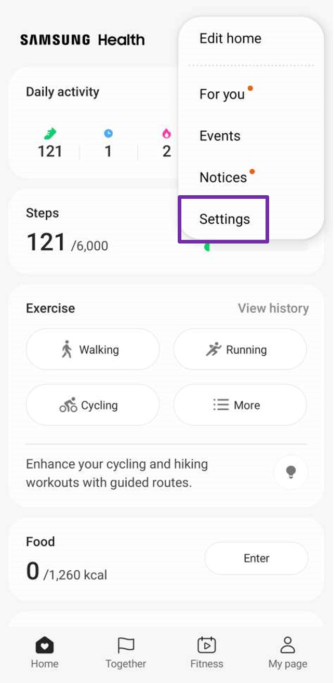 SAMSUNG Health
Edit home
For you
Events
Notices
Settings
Daily activity
121 1 2
Steps
121 /6,000
Exercise View history
Walking Running
Cycling More
Enhance your cycling and hiking
workouts with guided routes.
Food
0 /1,260 kcal
Enter
Home Together Fitness My page